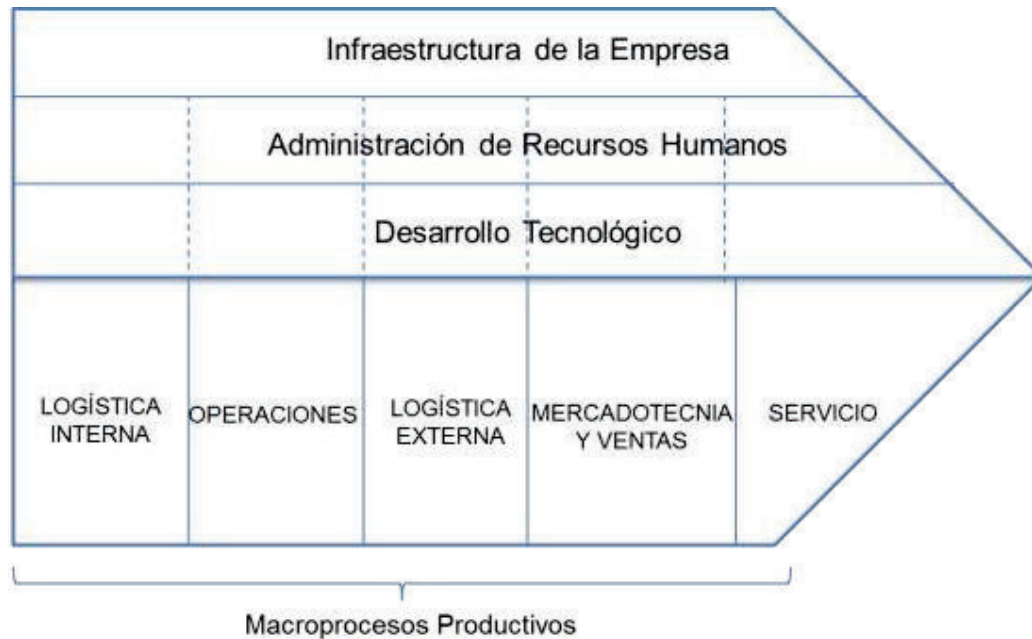 Infraestructura de la Empresa
Administración de Recursos Humanos
Desarrollo Tecnológico
LOGÍSTICA
INTERNA
OPERACIONES
LOGÍSTICA
EXTERNA
MERCADOTECNIA
Y VENTAS
SERVICIO
Macroprocesos Productivos